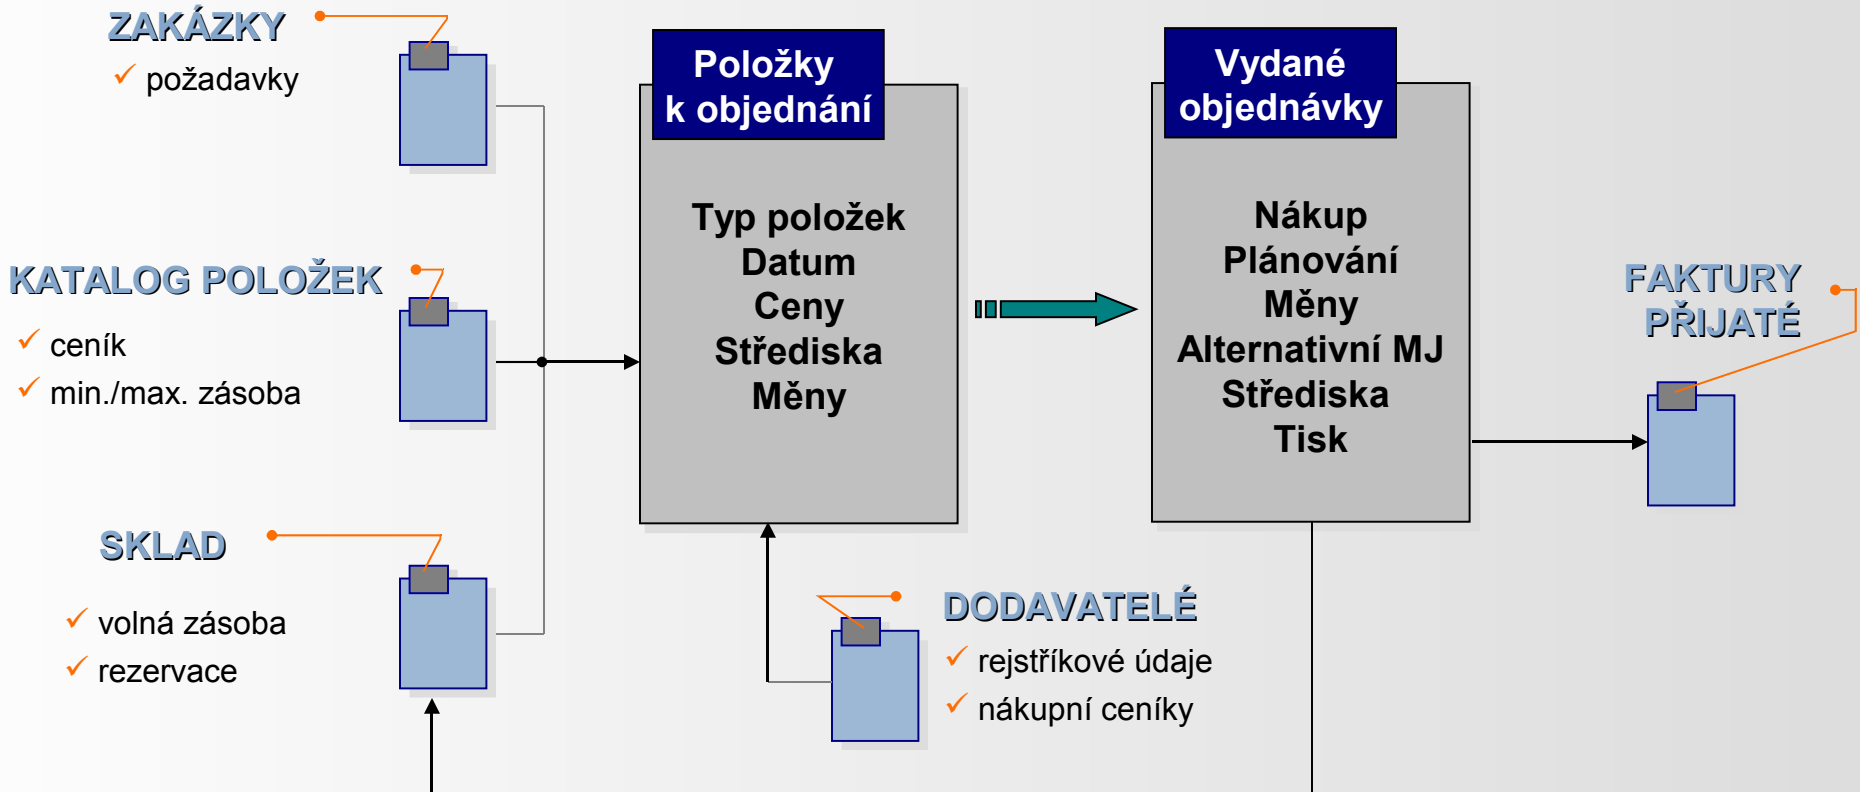 ZAKÁZKY
požadavky
KATALOG POLOŽEK
ceník
min./max. zásoba
SKLAD
volná zásoba
rezervace
Položky
k objednání
Typ položek
Datum
Ceny
Střediska
Měny
DODAVATELÉ
rejstříkové údaje
nákupní ceníky
Vydané
objednávky
Nákup
Plánování
Měny
Alternativní MJ
Střediska
Tisk
FAKTURY
PŘIJATÉ